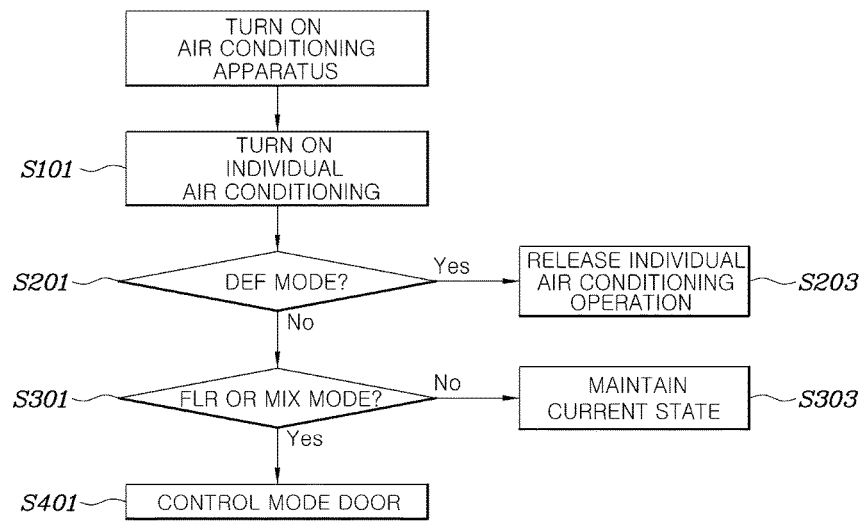 TURN ON
AIR CONDITIONING
APPARATUS
S101
TURN ON
INDIVIDUAL
AIR CONDITIONING
S201
DEF MODE?
Yes
No
RELEASE INDIVIDUAL
AIR CONDITIONING
OPERATION
S203
S301
FLR OR MIX MODE?
No
Yes
MAINTAIN
CURRENT STATE
S303
S401
CONTROL MODE DOOR